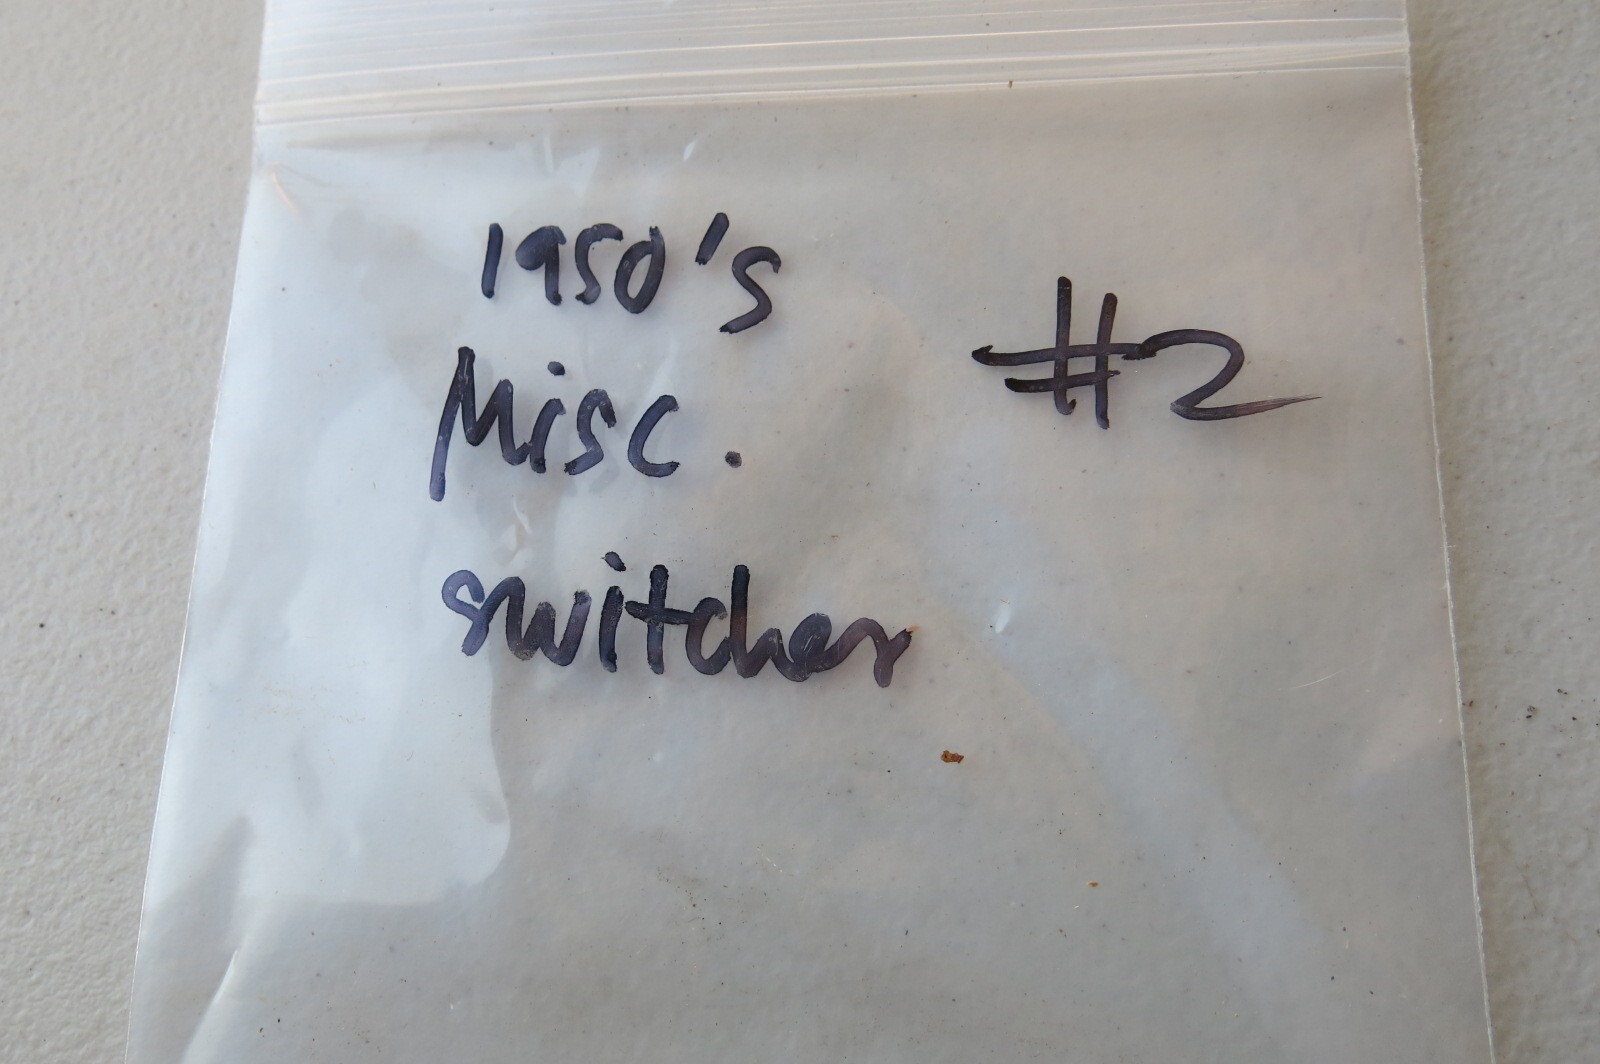 1950's
Misc.
switches
#2